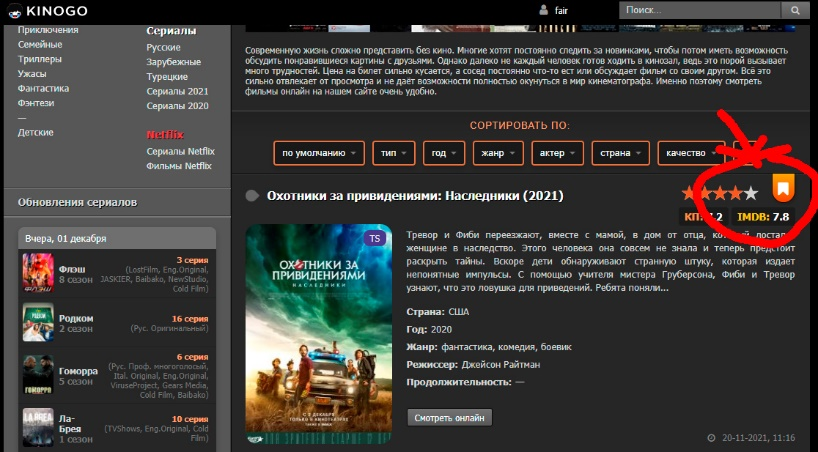 KINOGO
fair
Поиск...
Приключения
Семейные
Триллеры
Ужасы
Фантастика
Фэнтези
—
Детские
Сериалы
Русские
Зарубежные
Турецкие
Сериалы 2021
Сериалы 2020
Netflix
Сериалы Netflix
Фильмы Netflix
Обновления сериалов
Вчера, 01 декабря
Флэш
8 сезон
3 серия
(LostFilm, Eng.Original,
JASKIER, Baibako, NewStudio,
Cold Film)
Родком
2 сезон
16 серия
(Рус. Оригинальный)
Гоморра
5 сезон
6 серия
(Рус. Проф. многоголосый,
Ital. Original, Eng.Original,
ViruseProject, Gears Media,
Cold Film, Baibako)
Ла-
Брея
1 сезон
10 серия
(TVShows, Eng.Original, Cold
Film)
Современную жизнь сложно представить без кино. Многие хотят постоянно следить за новинками, чтобы потом иметь возможность
обсудить понравившиеся картины с друзьями. Однако далеко не каждый человек готов ходить в кинозал, ведь это порой вызывает
много трудностей. Цена на билет сильно кусается, а сосед постоянно что-то ест или обсуждает фильм со своим другом. Всё это
сильно отвлекает от просмотра и не даёт возможности полностью окунуться в мир кинематографа. Именно поэтому смотреть
фильмы онлайн на нашем сайте очень удобно.
СОРТИРОВАТЬ ПО:
по умолчанию
тип
год
жанр
актер
страна
качество
Охотники за привидениями: Наследники (2021)
КП: .2
IMDB: 7.8
TS
ОХОТНИКИ ЗА
ПРИВИДЕНИЯМИ
НАСЛЕДНИКИ
Тревор и Фиби переезжают, вместе с мамой, в дом от отца, который достал
женщине в наследство. Этого человека она совсем не знала и теперь предстоит
раскрыть тайны. Вскоре дети обнаруживают странную штуку, которая издает
непонятные импульсы. С помощью учителя мистера Груберсона, Фиби и Тревор
узнают, что это ловушка для приведений. Ребята поняли...
Страна: США
Год: 2020
Жанр: фантастика, комедия, боевик
Режиссер: Джейсон Райтман
Продолжительность: —
Смотреть онлайн
20-11-2021, 11:16